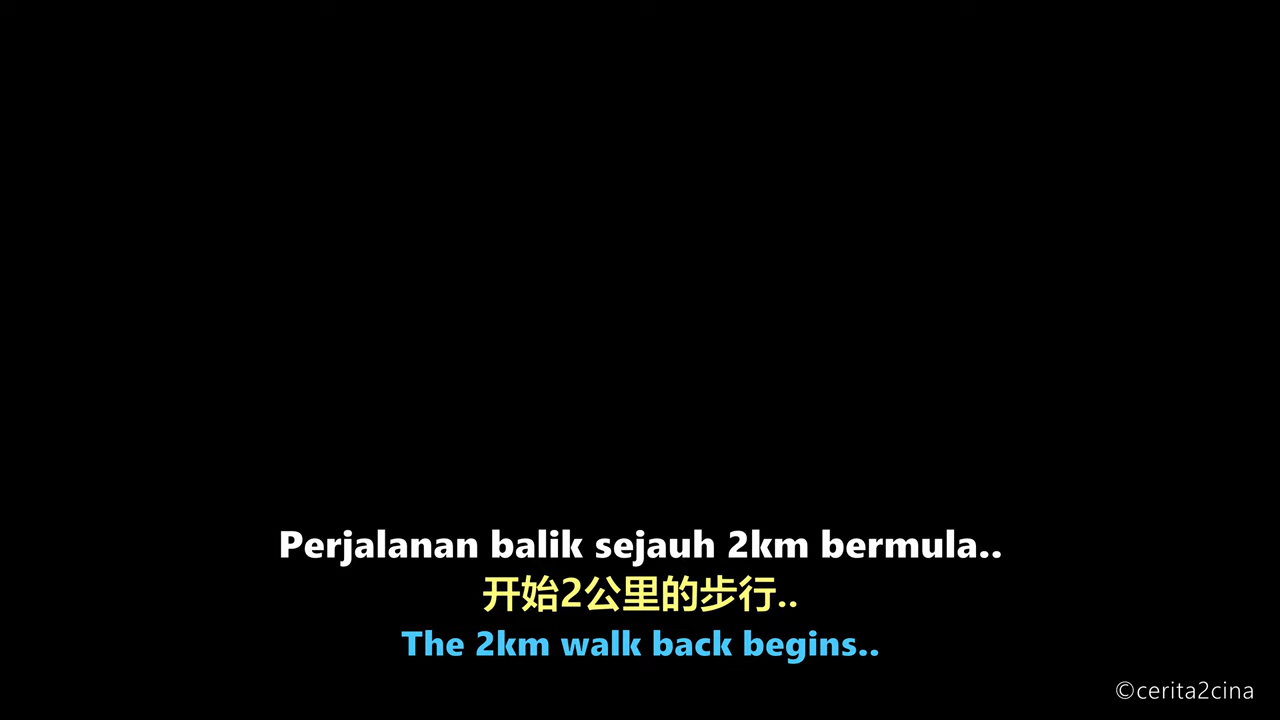 Perjalanan balik sejauh 2km bermula..
开始2公里的步行..
The 2km walk back begins..
©cerita2cina